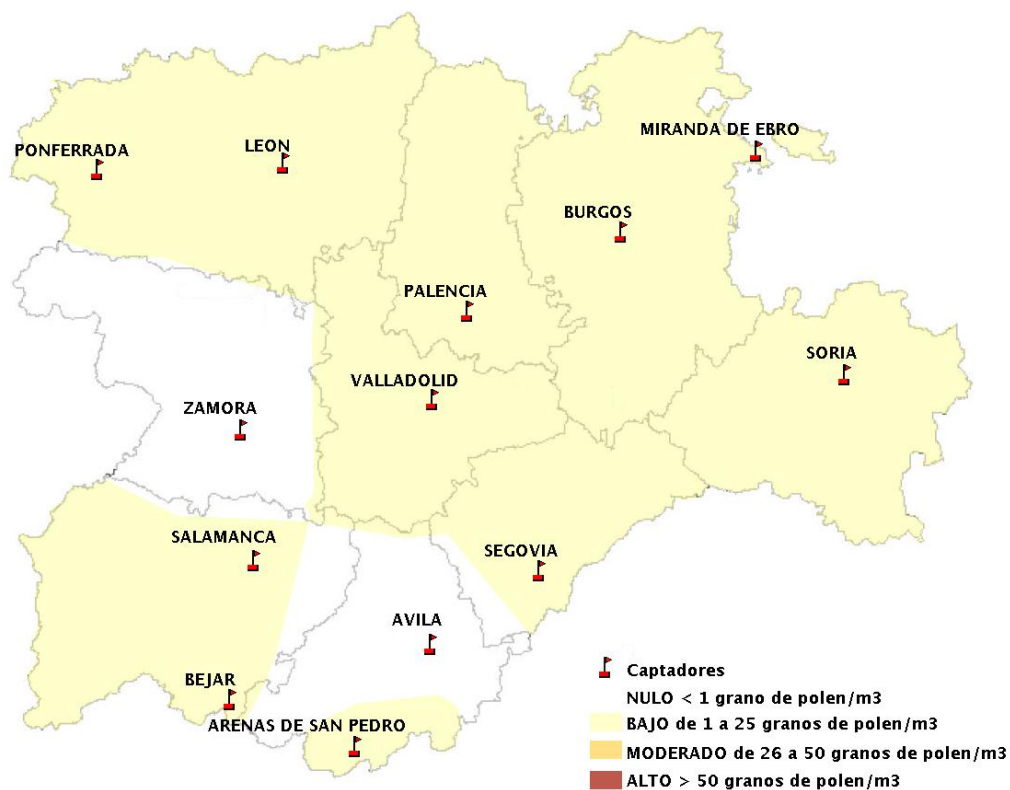 MIRANDA DE EBRO
PONFERRADA
LEON
BURGOS
PALENCIA
SORIA
VALLADOLID
ZAMORA
SALAMANCA
SEGOVIA
AVILA
BEJAR
ARENAS DE SAN PEDRO
Captadores
NULO < 1 grano de polen/m3
BAJO de 1 a 25 granos de polen/m3
MODERADO de 26 a 50 granos de polen/m3
ALTO > 50 granos de polen/m3